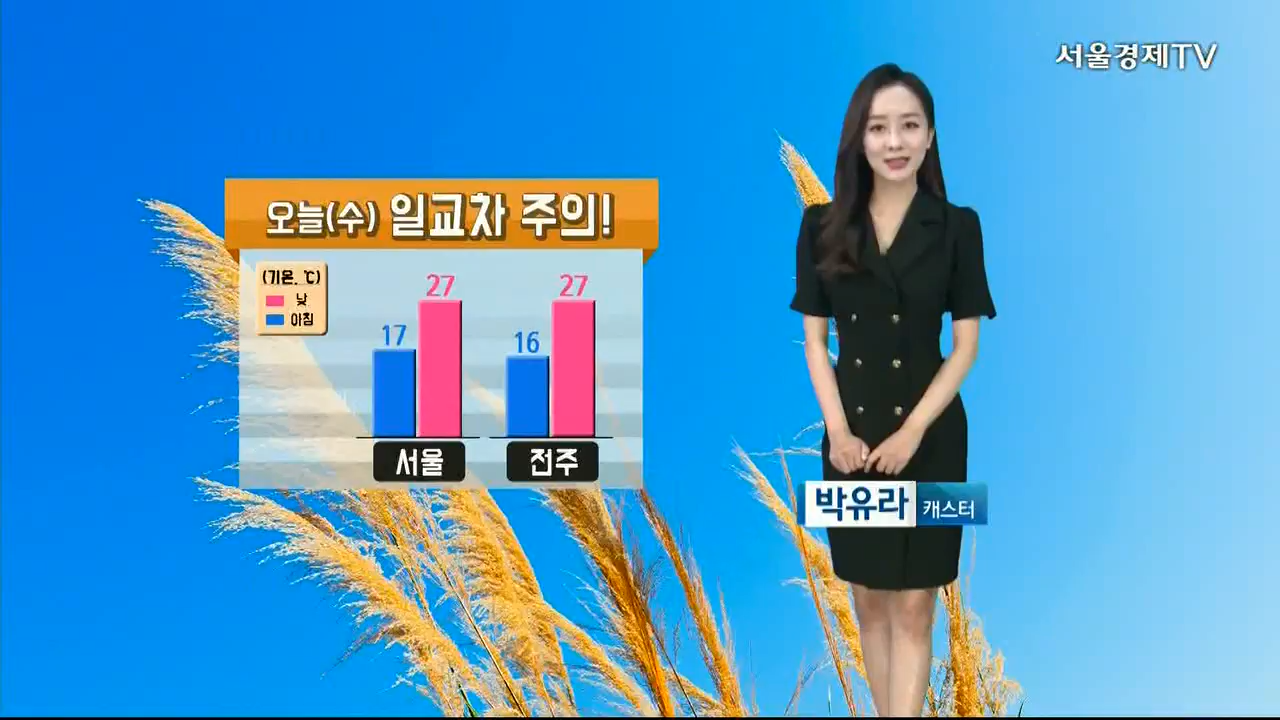 서울경제TV
오늘(수) 일교차 주의!
(기온, ℃)
낮
아침
17
27
16
27
서울
전주
박유라 캐스터